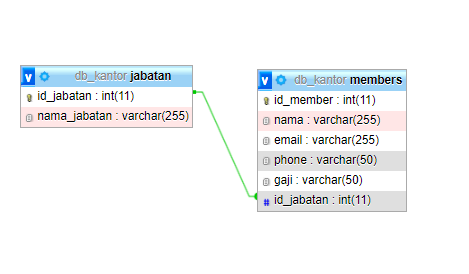 db_kantor jabatan
id_jabatan : int(11)
nama_jabatan : varchar(255)
db_kantor members
id_member : int(11)
nama : varchar(255)
email : varchar(255)
phone : varchar(50)
gaji : varchar(50)
# id_jabatan : int(11)